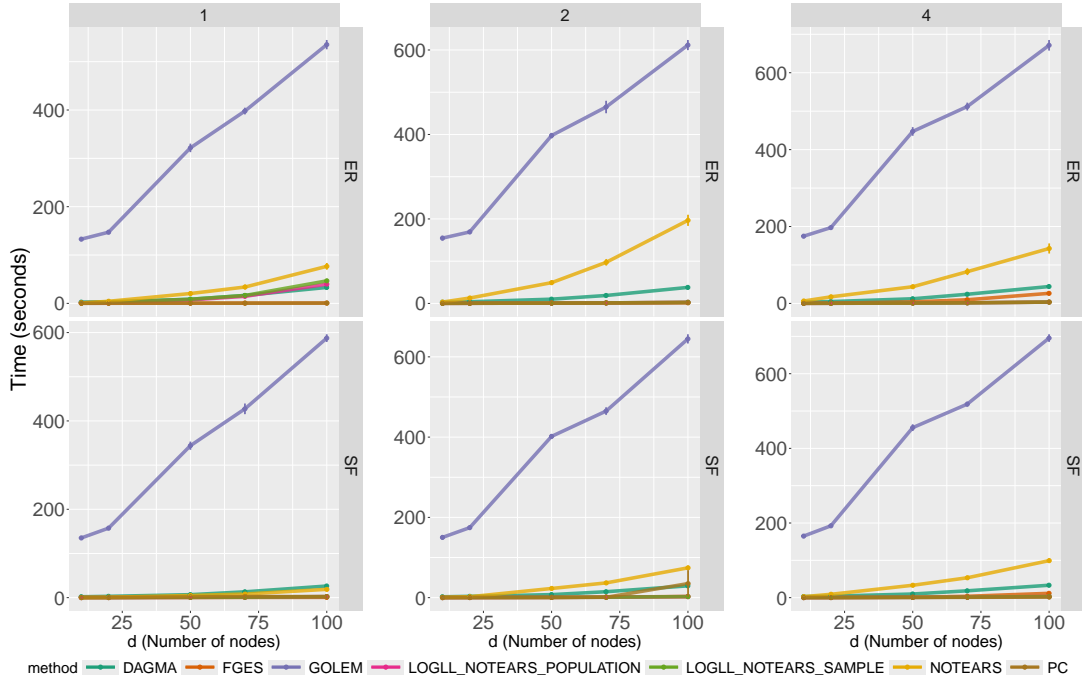 1
2
4
600
600
400
400
400
200
200
200
0
0
0
ER
ER
ER
Time (seconds)
600
600
600
400
400
400
200
200
200
0
0
0
SF
SF
SF
25 50 75 100
25 50 75 100
25 50 75 100
d (Number of nodes)
d (Number of nodes)
d (Number of nodes)
method DAGMA FGES GOLEM LOGLL_NOTEARS_POPULATION LOGLL_NOTEARS_SAMPLE NOTEARS PC